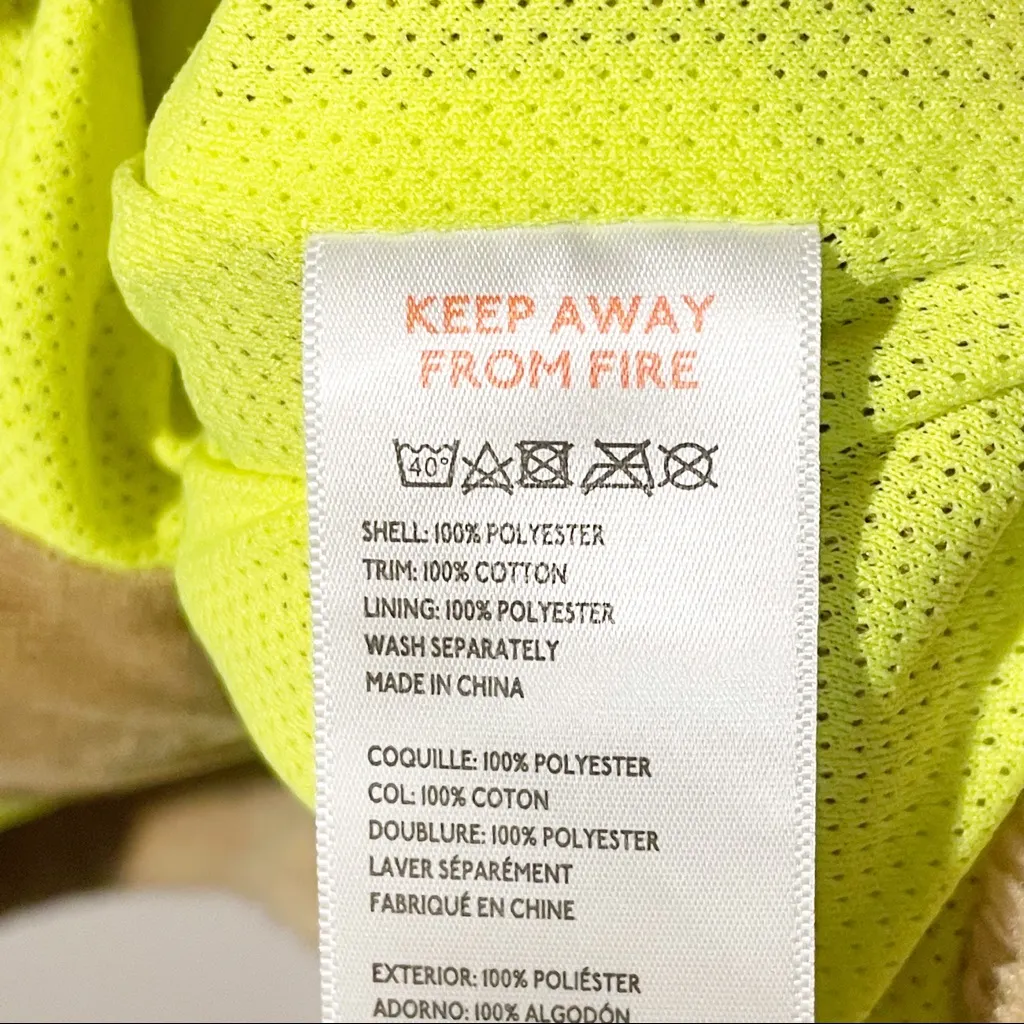 KEEP AWAY
FROM FIRE
40°
SHELL: 100% POLYESTER
TRIM: 100% COTTON
LINING: 100% POLYESTER
WASH SEPARATELY
MADE IN CHINA
COQUILLE: 100% POLYESTER
COL: 100% COTON
DOUBLURE: 100% POLYESTER
LAVER SÉPARÉMENT
FABRIQUÉ EN CHINE
EXTERIOR: 100% POLIÉSTER
ADORNO: 100% ALGODÓN